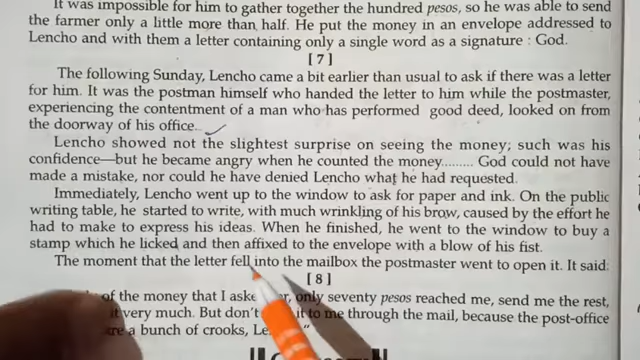 It was impossible for him to gather together the hundred pesos, so he was able to send
the farmer only a little more than half. He put the money in an envelope addressed to
Lencho and with them a letter containing only a single word as a signature : God.
[ 7 ]
The following Sunday, Lencho came a bit earlier than usual to ask if there was a letter
for him. It was the postman himself who handed the letter to him while the postmaster,
experiencing the contentment of a man who has performed good deed, looked on from
the doorway of his office.
Lencho showed not the slightest surprise on seeing the money; such was his
confidence—but he became angry when he counted the money......... God could not have
made a mistake, nor could he have denied Lencho what he had requested.
Immediately, Lencho went up to the window to ask for paper and ink. On the public
writing table, he started to write, with much wrinkling of his brow, caused by the effort he
had to make to express his ideas. When he finished, he went to the window to buy a
stamp which he licked and then affixed to the envelope with a blow of his fist.
The moment that the letter fell into the mailbox the postmaster went to open it. It said:
[ 8 ]
of the money that I aske only seventy pesos reached me, send me the rest,
it very much. But don't it to me through the mail, because the post-office
a bunch of crooks, Le